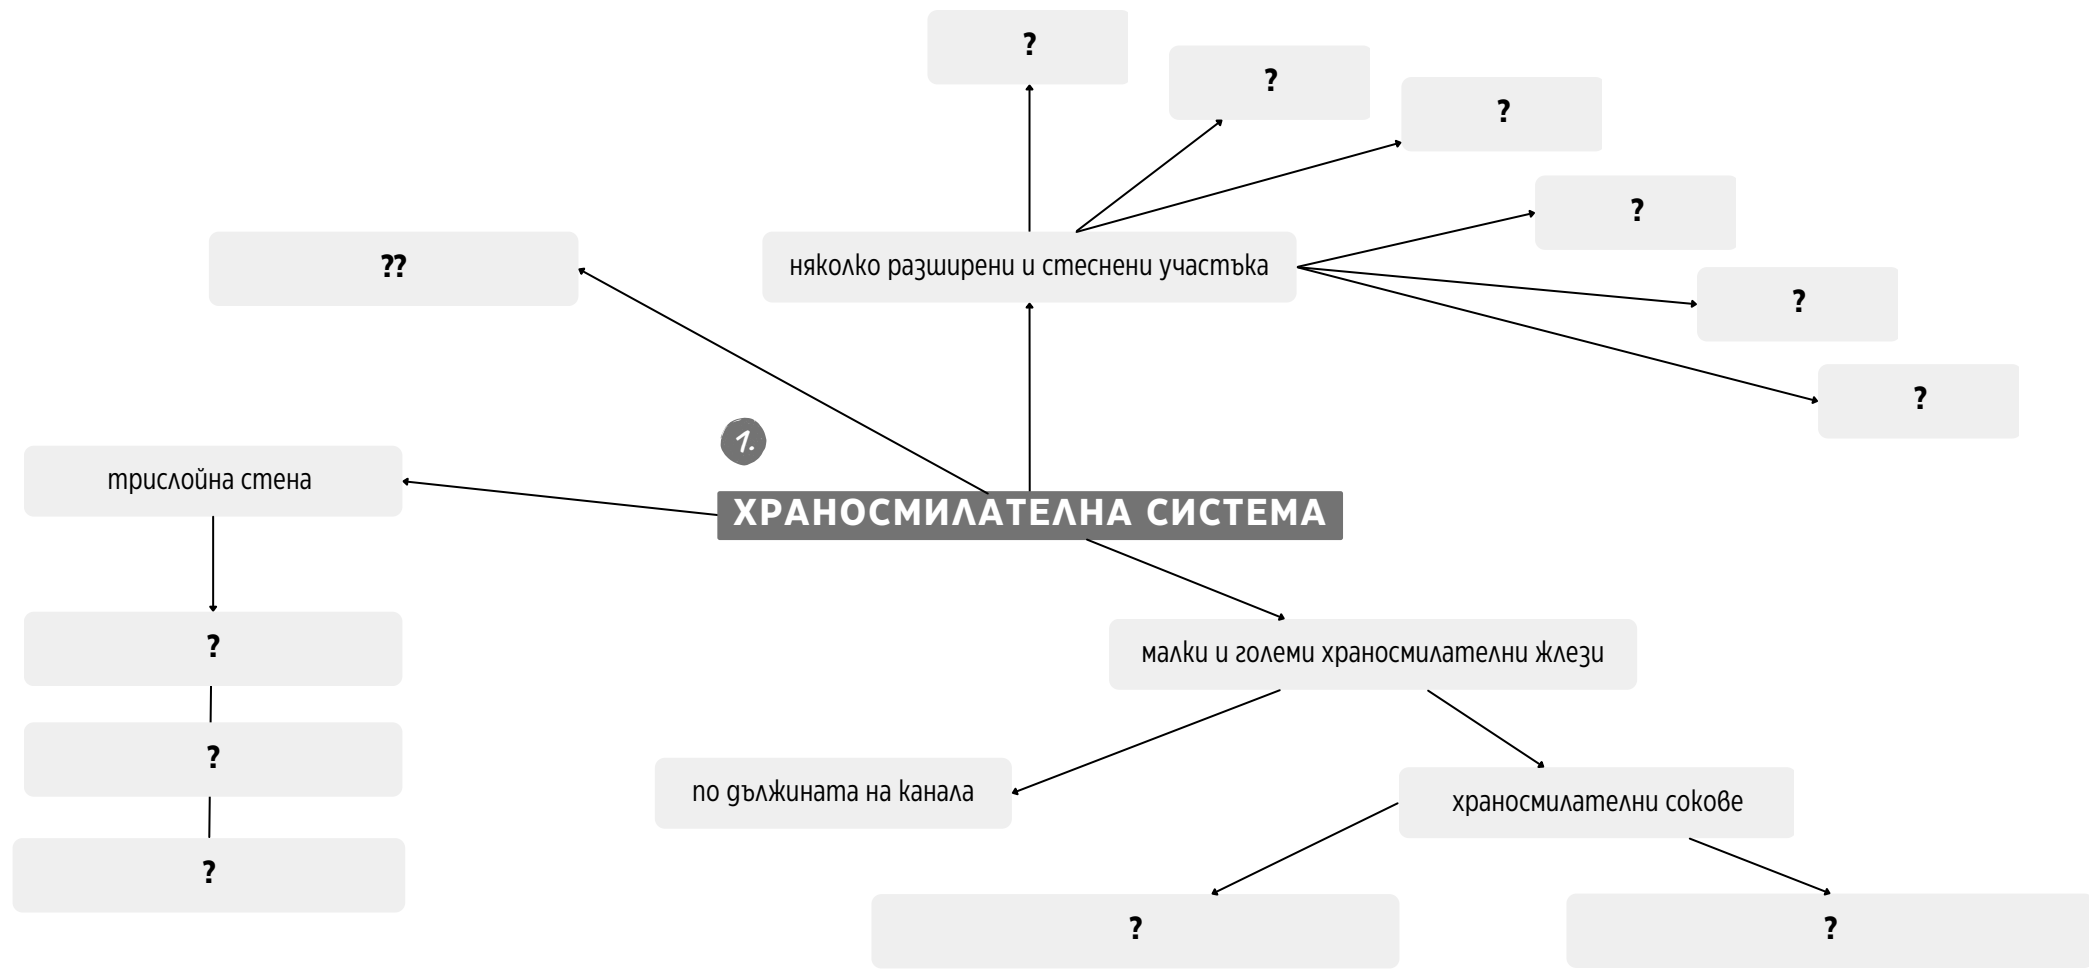 ?
?
?
?
??
няколко разширени и стеснени участъка
?
?
1.
трислойна стена
ХРАНОСМИЛАТЕЛНА СИСТЕМА
?
малки и големи храносмилателни жлези
?
по дължината на канала
храносмилателни сокове
?
?
?